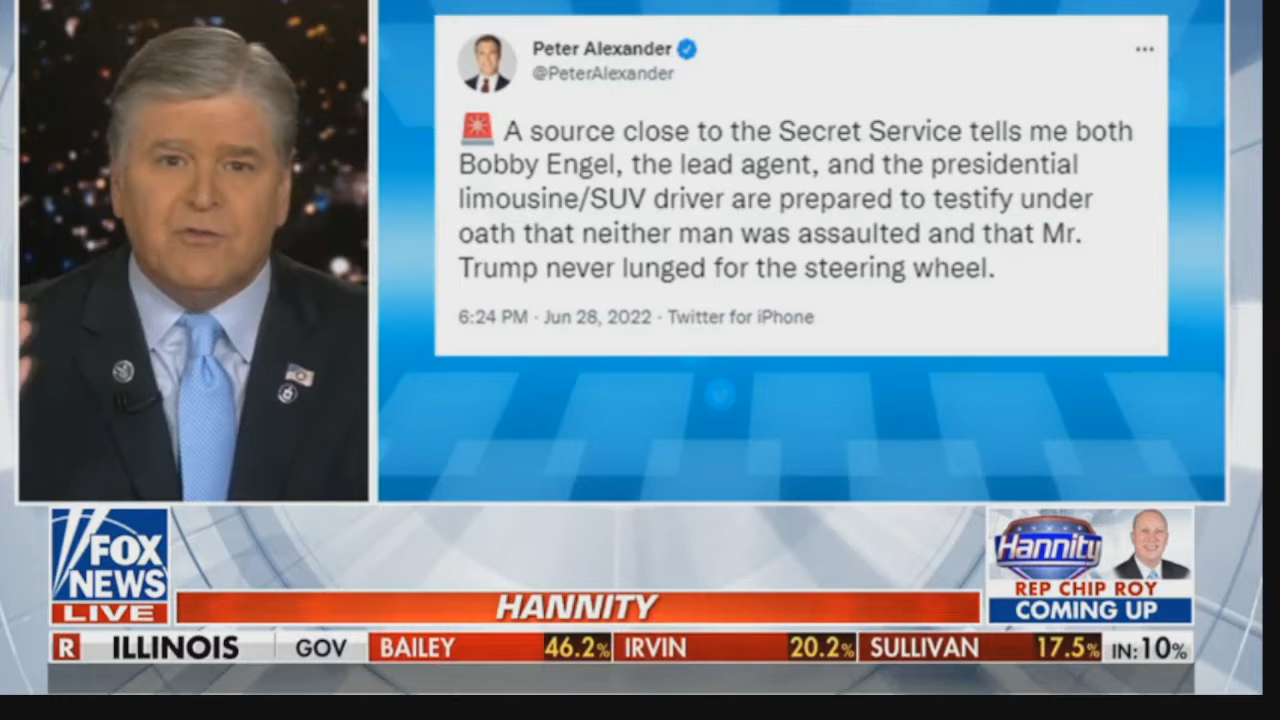 Peter Alexander
@PeterAlexander
A source close to the Secret Service tells me both
Bobby Engel, the lead agent, and the presidential
limousine/SUV driver are prepared to testify under
oath that neither man was assaulted and that Mr.
Trump never lunged for the steering wheel.
6:24 PM · Jun 28, 2022 · Twitter for iPhone
FOX
NEWS
LIVE
HANNITY
Hannity
REP CHIP ROY
COMING UP
R ILLINOIS GOV BAILEY 46.2% IRVIN 20.2% SULLIVAN 17.5% IN: 10%